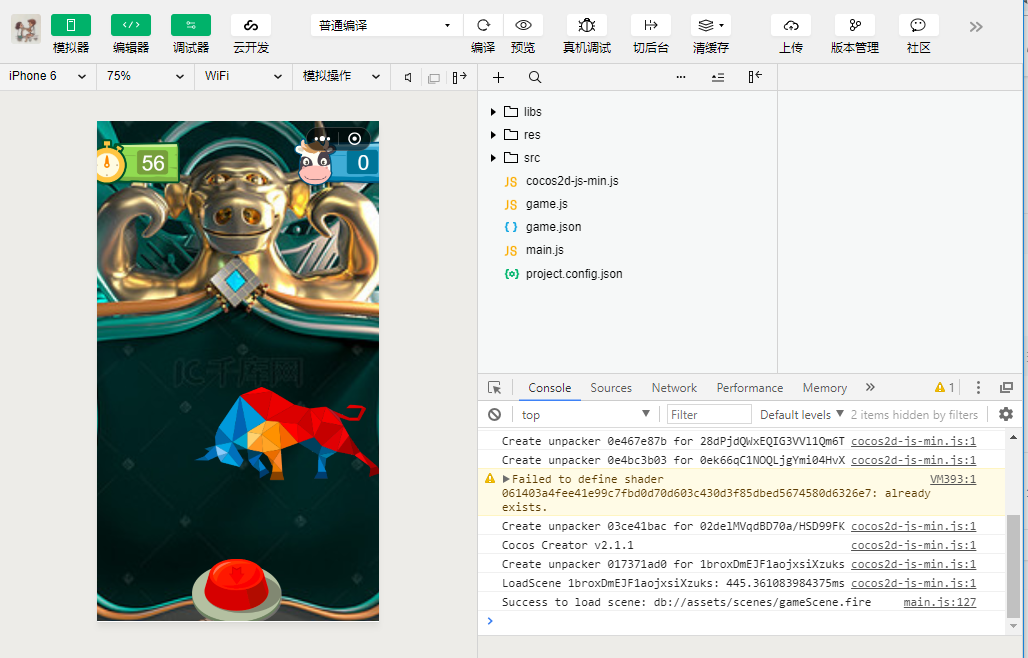 模拟器
编辑器
调试器
云开发
普通编译
编译
预览
真机调试
切后台
清缓存
上传
版本管理
社区
iPhone 6
75%
WiFi
模拟操作
56
0
IC千库网
libs
res
src
JS cocos2d-js-min.js
JS game.js
{ } game.json
JS main.js
{o} project.config.json
Console
Sources
Network
Performance
Memory
1
top
Filter
Default levels
2 items hidden by filters
Create unpacker 0e467e87b for 28dPjdQWxEQIG3VVl1Qm6T cocos2d-js-min.js:1
Create unpacker 0e4bc3b03 for 0ek66qC1NOQLjgYmi04HvX cocos2d-js-min.js:1
Failed to define shader VM393:1
061403a4fee41e99c7fbd0d70d603c430d3f85dbed5674580d6326e7: already
exists.
Create unpacker 03ce41bac for 02delMVqdBD70a/HSD99FK cocos2d-js-min.js:1
Cocos Creator v2.1.1 cocos2d-js-min.js:1
Create unpacker 017371ad0 for 1broxDmEJF1aojxsiXzuks cocos2d-js-min.js:1
LoadScene 1broxDmEJF1aojxsiXzuks: 445.361083984375ms cocos2d-js-min.js:1
Success to load scene: db://assets/scenes/gameScene.fire main.js:127